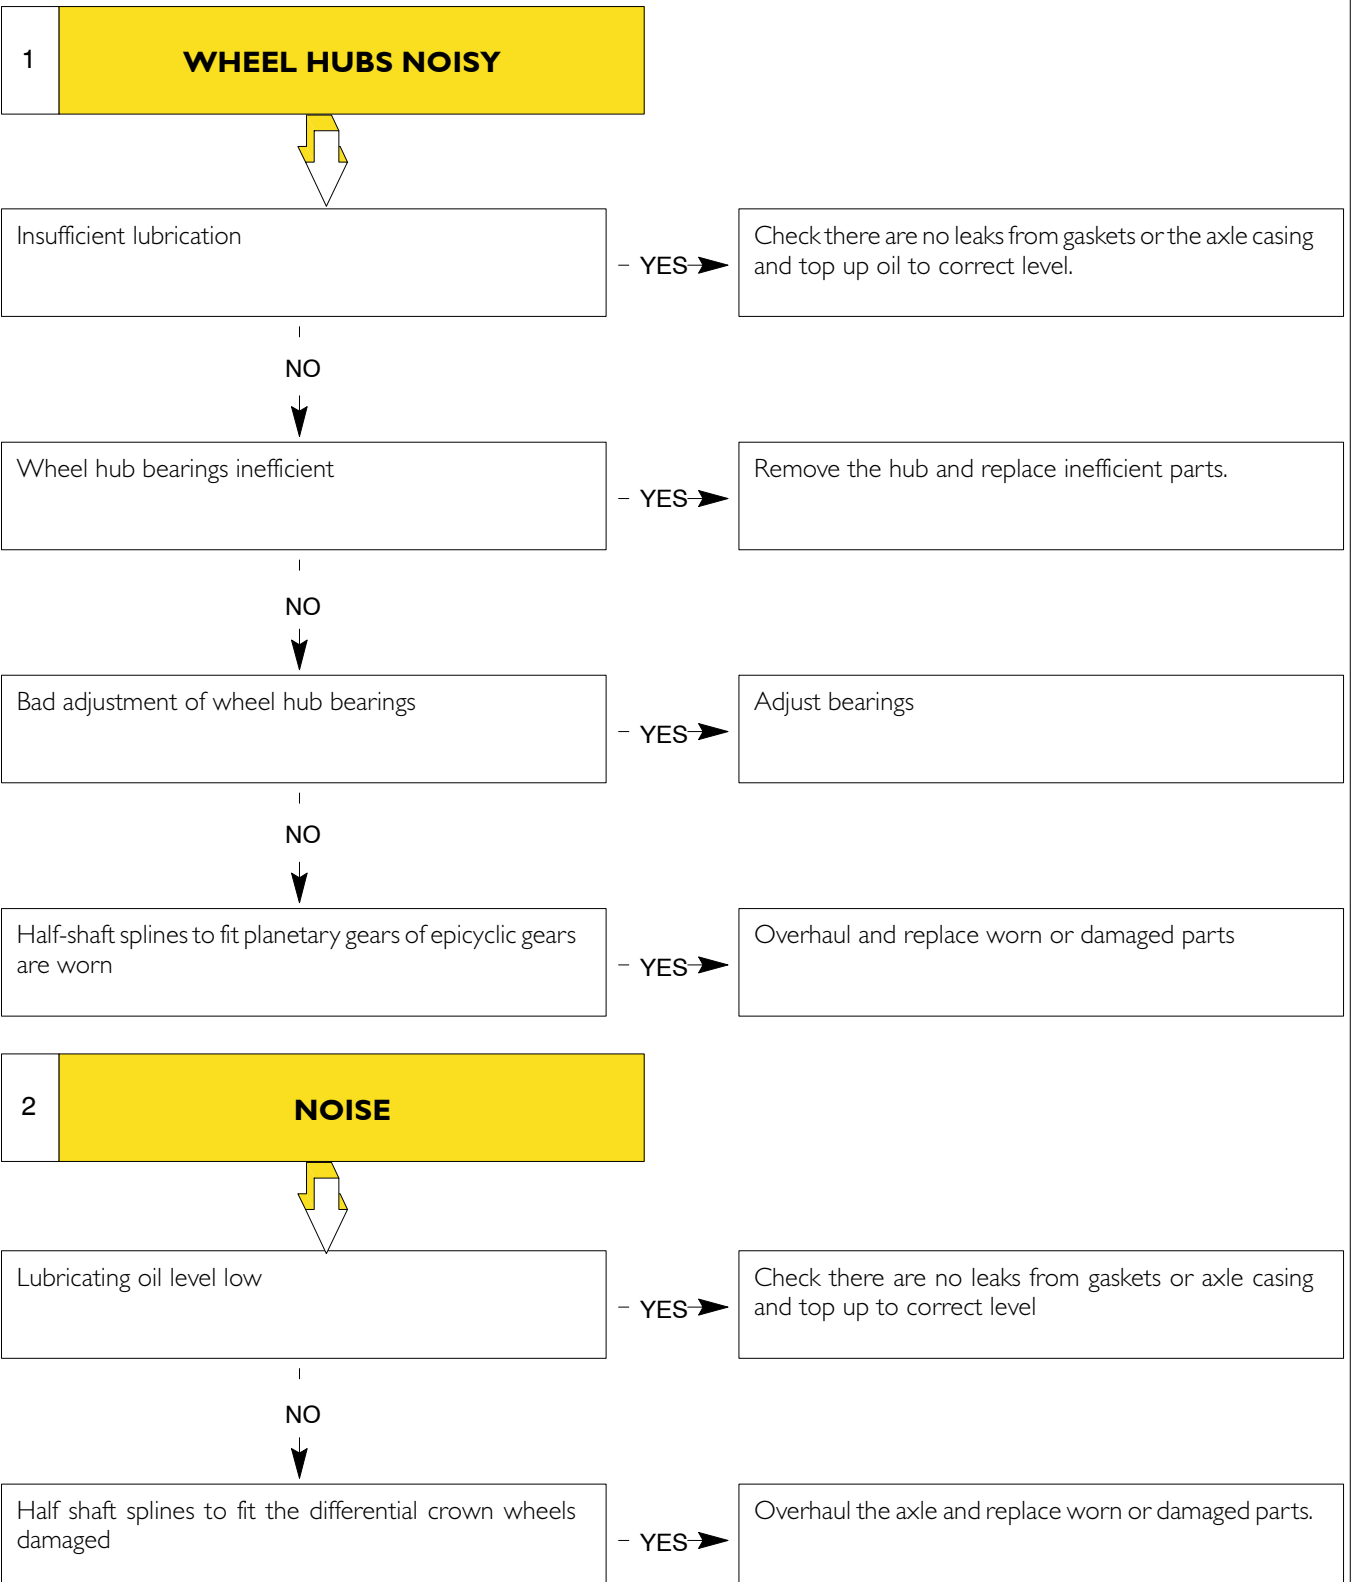 1
WHEEL HUBS NOISY
Insufficient lubrication
YES
Check there are no leaks from gaskets or the axle casing
and top up oil to correct level.
NO
Wheel hub bearings inefficient
YES
Remove the hub and replace inefficient parts.
NO
Bad adjustment of wheel hub bearings
YES
Adjust bearings
NO
Half-shaft splines to fit planetary gears of epicyclic gears
are worn
YES
Overhaul and replace worn or damaged parts
2
NOISE
Lubricating oil level low
YES
Check there are no leaks from gaskets or axle casing
and top up to correct level
NO
Half shaft splines to fit the differential crown wheels
damaged
YES
Overhaul the axle and replace worn or damaged parts.